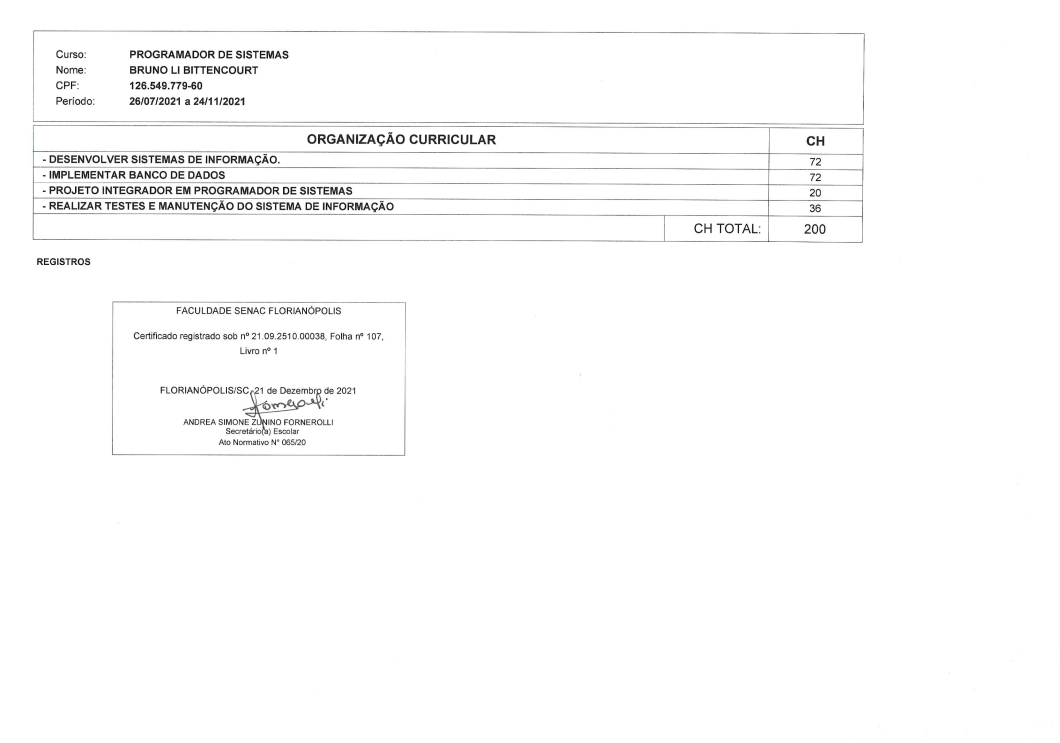 Curso: PROGRAMADOR DE SISTEMAS
Nome: BRUNO LI BITTENCOURT
CPF: 126.549.779-60
Período: 26/07/2021 a 24/11/2021
ORGANIZAÇÃO CURRICULAR CH
- DESENVOLVER SISTEMAS DE INFORMAÇÃO. 72
- IMPLEMENTAR BANCO DE DADOS 72
- PROJETO INTEGRADOR EM PROGRAMADOR DE SISTEMAS 20
- REALIZAR TESTES E MANUTENÇÃO DO SISTEMA DE INFORMAÇÃO 36
CH TOTAL: 200
REGISTROS
FACULDADE SENAC FLORIANÓPOLIS
Certificado registrado sob nº 21.09.2510.00038, Folha nº 107,
Livro nº 1
FLORIANÓPOLIS/SC, 21 de Dezembro de 2021
ANDREA SIMONE ZUNINO FORNEROLLI
Secretário(a) Escolar
Ato Normativo N° 065/20